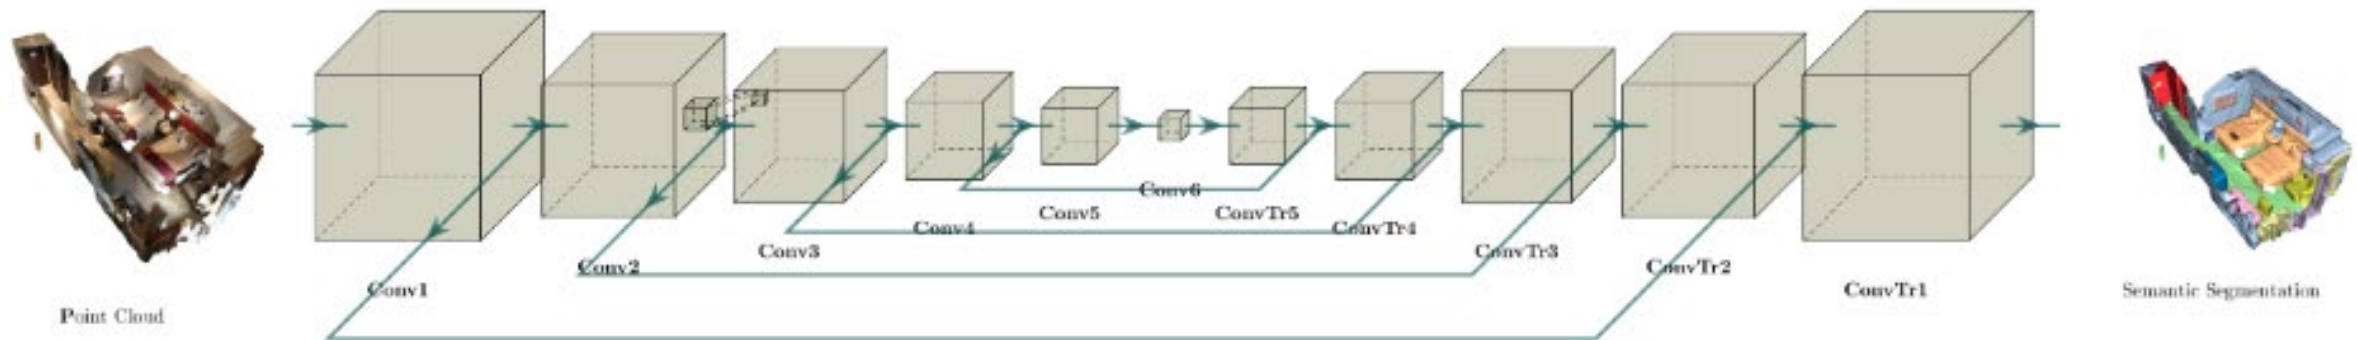 Point Cloud
Conv1
Conv2
Conv3
Conv4
Conv5
Conv6
ConvTr5
ConvTr4
ConvTr3
ConvTr2
ConvTr1
Semantic Segmentation